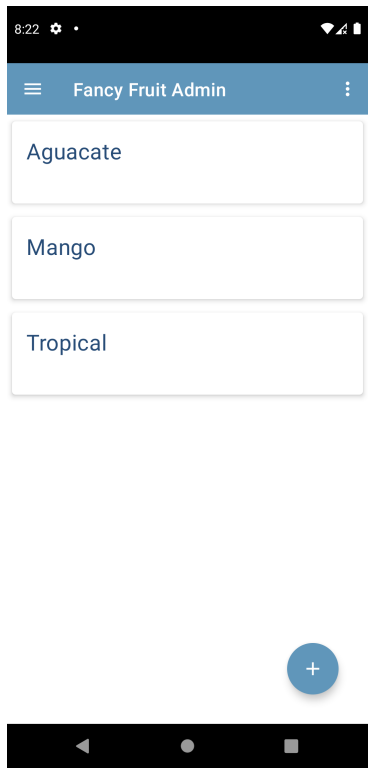 8:22
Fancy Fruit Admin
Aguacate
Mango
Tropical
+